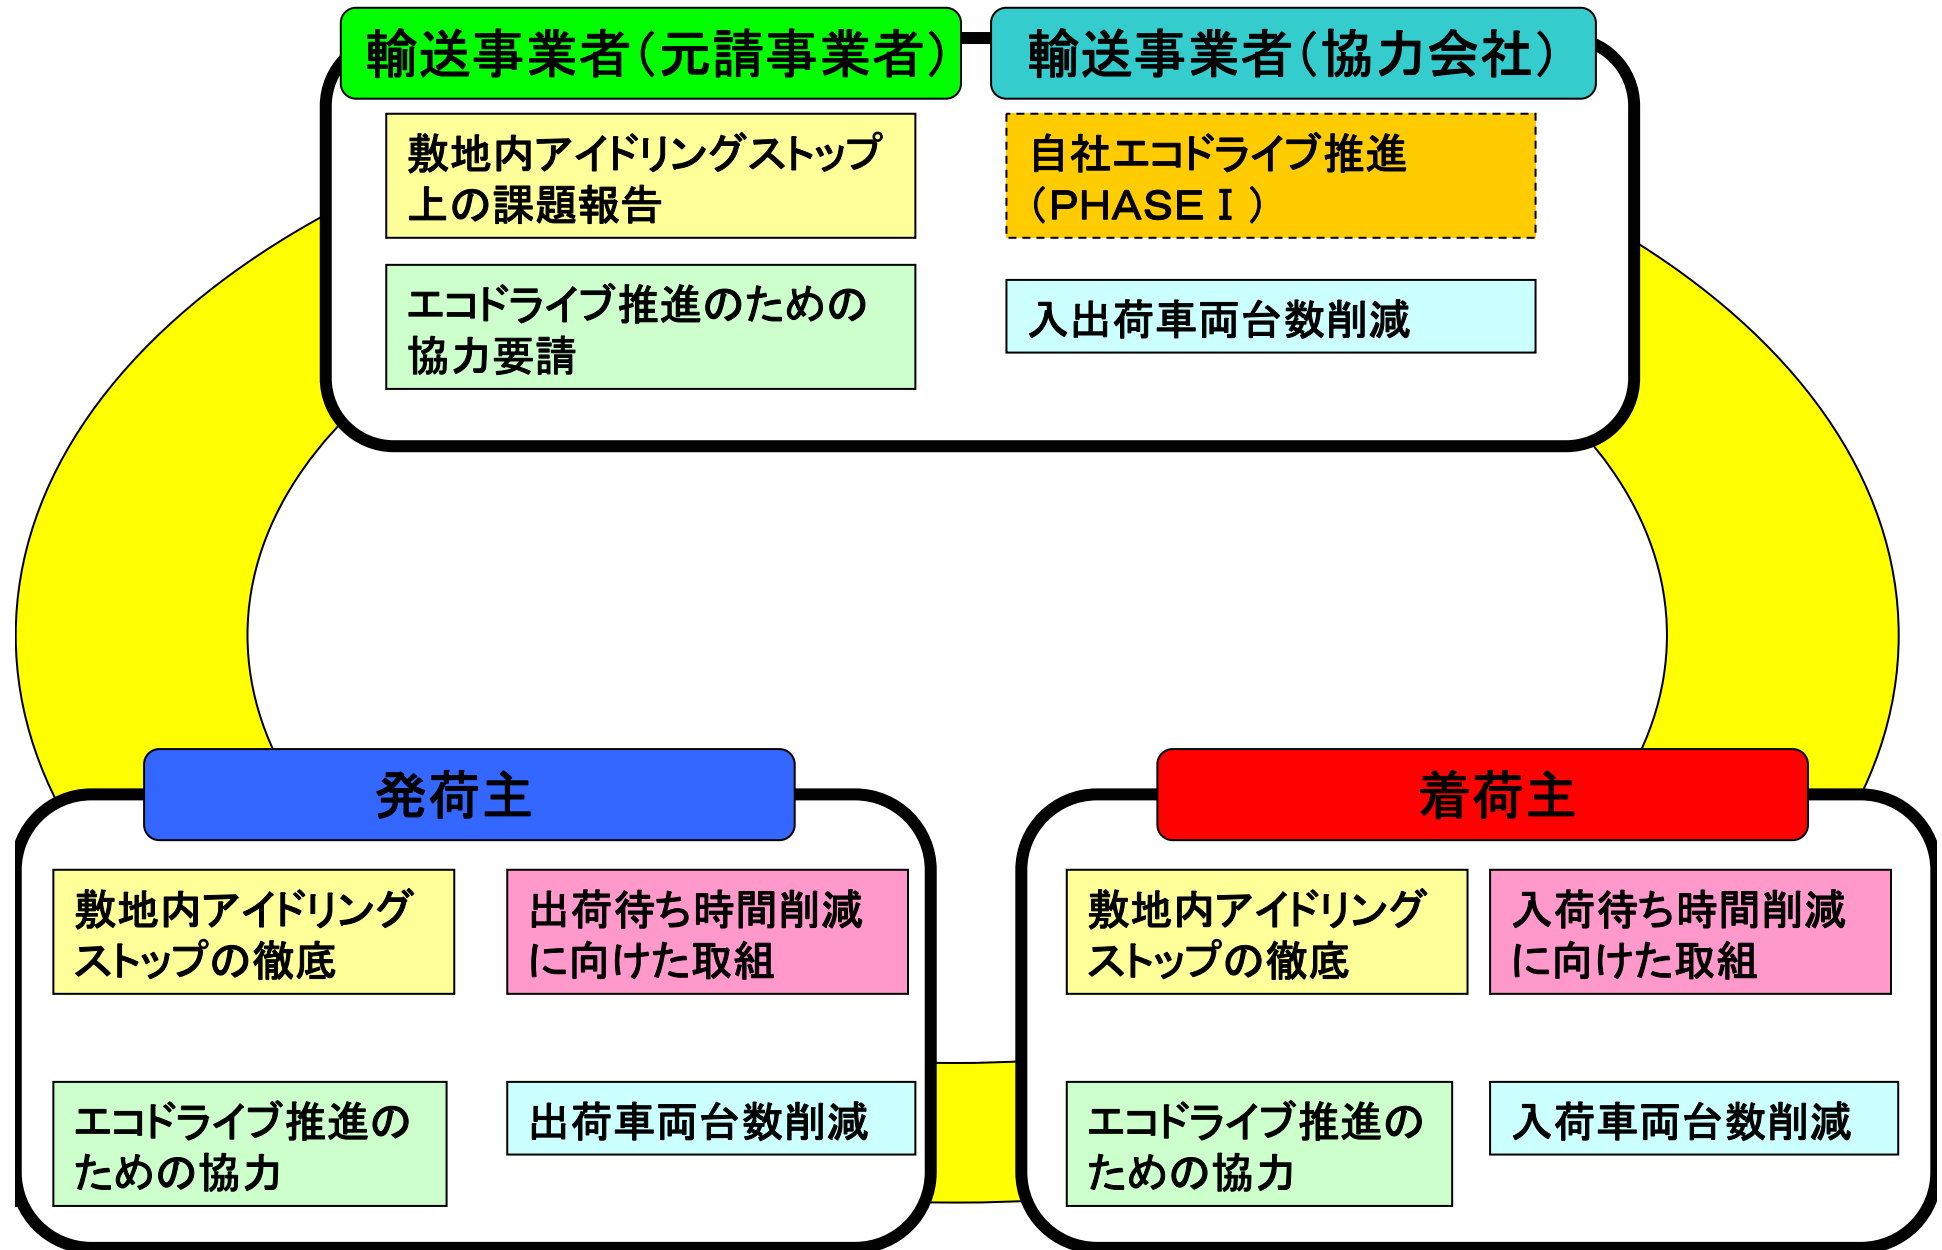 輸送事業者（元請事業者）
輸送事業者（協力会社）
敷地内アイドリングストップ
上の課題報告
自社エコドライブ推進
（ＰＨＡＳＥⅠ）
エコドライブ推進のための
協力要請
入出荷車両台数削減
発荷主
敷地内アイドリング
ストップの徹底
出荷待ち時間削減
に向けた取組
エコドライブ推進の
ための協力
出荷車両台数削減
着荷主
敷地内アイドリング
ストップの徹底
入荷待ち時間削減
に向けた取組
エコドライブ推進の
ための協力
入荷車両台数削減